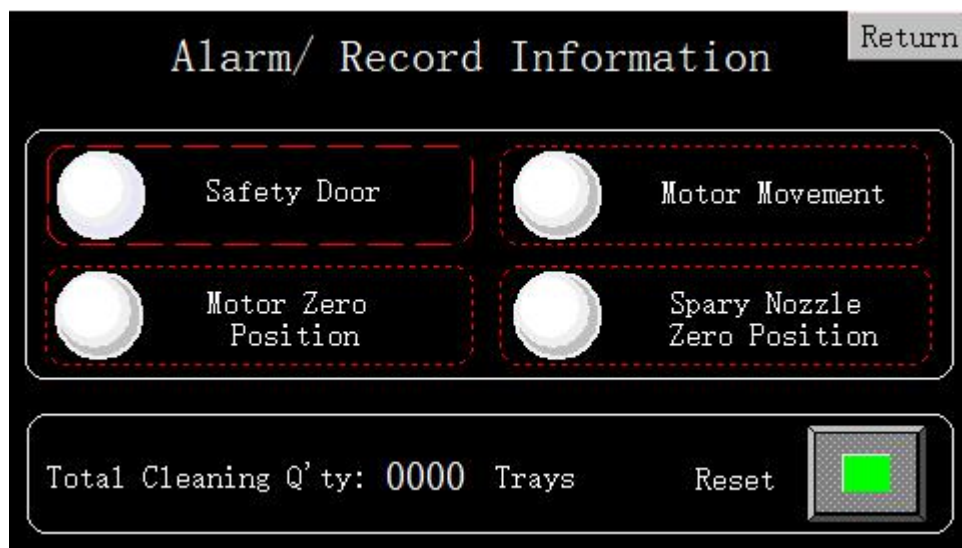 Alarm/ Record Information
Return
Safety Door
Motor Movement
Motor Zero
Position
Spary Nozzle
Zero Position
Total Cleaning Q'ty: 0000 Trays
Reset